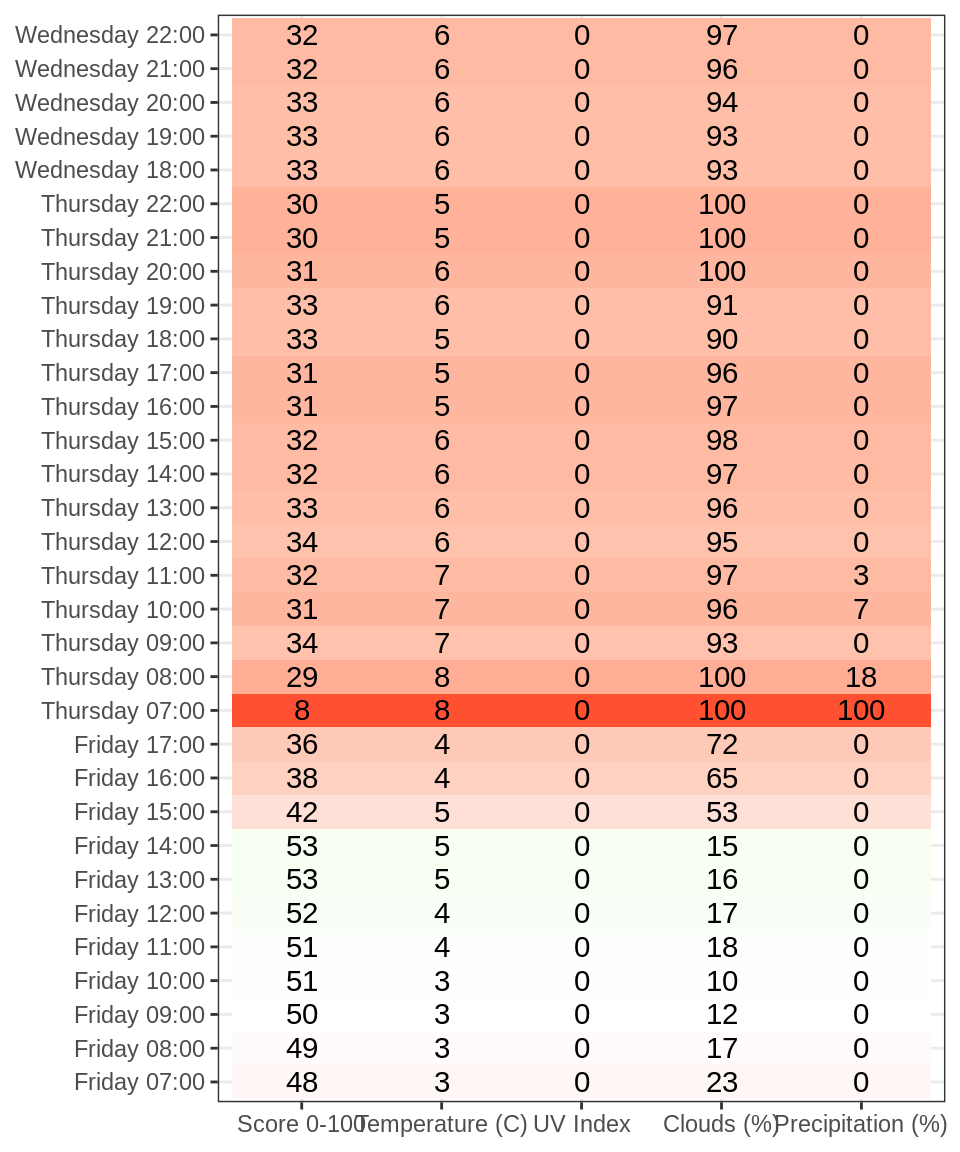 Wednesday 22:00 32 6 0 97 0
Wednesday 21:00 32 6 0 96 0
Wednesday 20:00 33 6 0 94 0
Wednesday 19:00 33 6 0 93 0
Wednesday 18:00 33 6 0 93 0
Thursday 22:00 30 5 0 100 0
Thursday 21:00 30 5 0 100 0
Thursday 20:00 31 6 0 100 0
Thursday 19:00 33 6 0 91 0
Thursday 18:00 33 5 0 90 0
Thursday 17:00 31 5 0 96 0
Thursday 16:00 31 5 0 97 0
Thursday 15:00 32 6 0 98 0
Thursday 14:00 32 6 0 97 0
Thursday 13:00 33 6 0 96 0
Thursday 12:00 34 6 0 95 0
Thursday 11:00 32 7 0 97 3
Thursday 10:00 31 7 0 96 7
Thursday 09:00 34 7 0 93 0
Thursday 08:00 29 8 0 100 18
Thursday 07:00 8 8 0 100 100
Friday 17:00 36 4 0 72 0
Friday 16:00 38 4 0 65 0
Friday 15:00 42 5 0 53 0
Friday 14:00 53 5 0 15 0
Friday 13:00 53 5 0 16 0
Friday 12:00 52 4 0 17 0
Friday 11:00 51 4 0 18 0
Friday 10:00 51 3 0 10 0
Friday 09:00 50 3 0 12 0
Friday 08:00 49 3 0 17 0
Friday 07:00 48 3 0 23 0
Score 0-100 Temperature (C) UV Index Clouds (%) Precipitation (%)